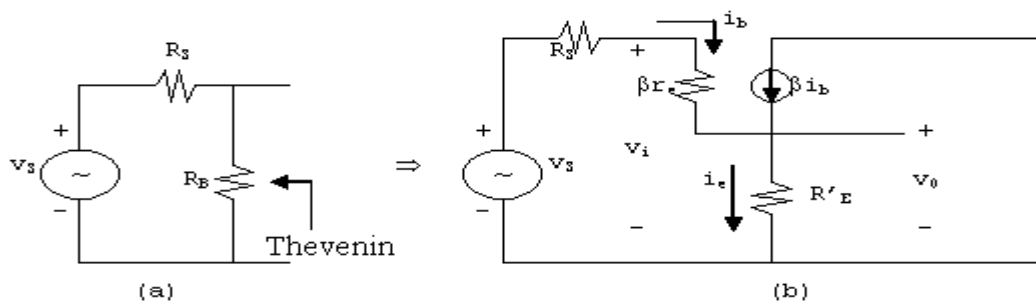 R_S
+
v_S
~
−
R_B
Thevenin
(a)
⇒
i_b
R_S
+
βr_e
βi_b
+
v_S
~
−
v_i
−
i_e
R'_E
+
v_0
−
(b)